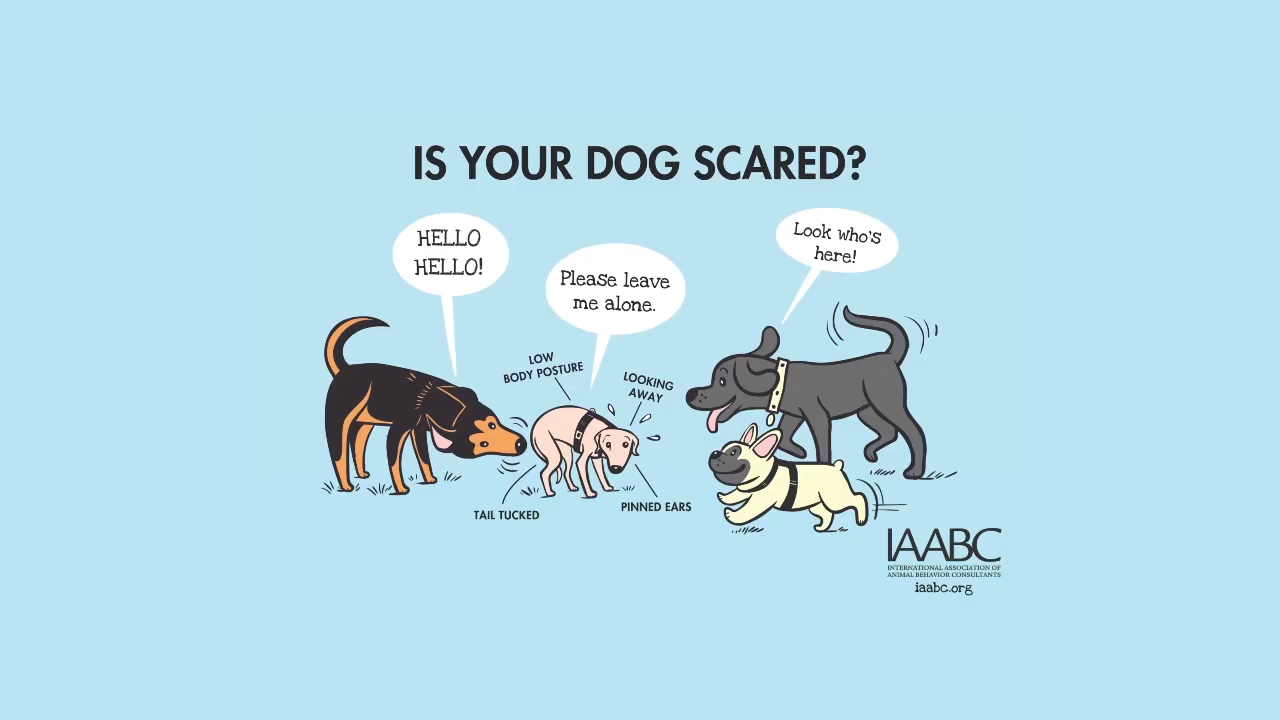 IS YOUR DOG SCARED?
HELLO
HELLO!
Please leave
me alone.
Look who's
here!
LOW
BODY POSTURE
LOOKING
AWAY
TAIL TUCKED
PINNED EARS
IAABC
INTERNATIONAL ASSOCIATION OF
ANIMAL BEHAVIOR CONSULTANTS
iaabc.org